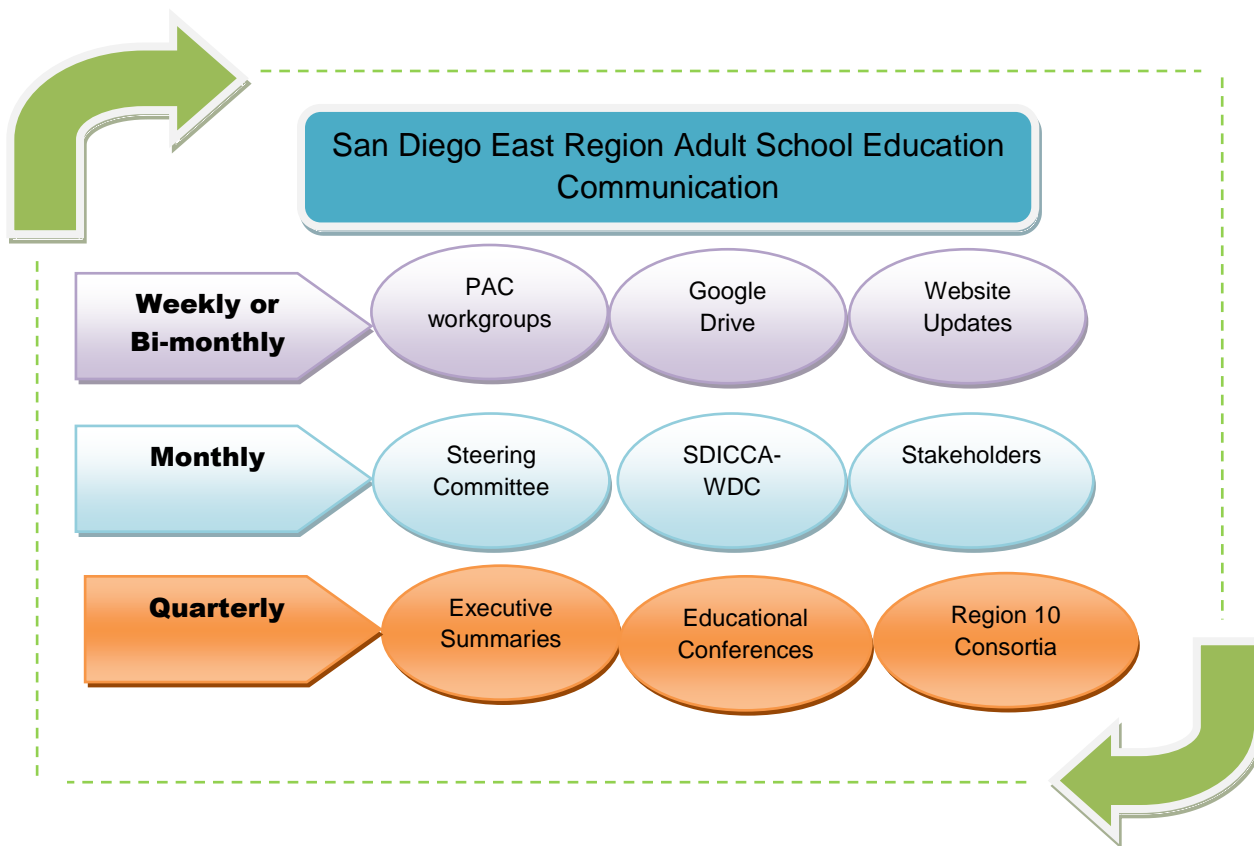 San Diego East Region Adult School Education
Communication
Weekly or
Bi-monthly
PAC
workgroups
Google
Drive
Website
Updates
Monthly
Steering
Committee
SDICCA-
WDC
Stakeholders
Quarterly
Executive
Summaries
Educational
Conferences
Region 10
Consortia